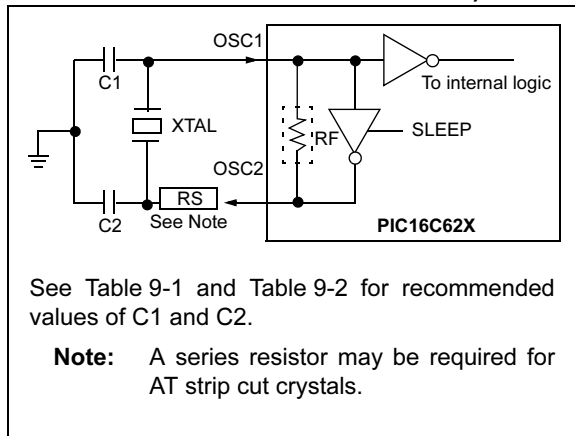 OSC1
C1
To internal logic
XTAL
RF
SLEEP
OSC2
RS
C2
See Note
PIC16C62X
See Table 9-1 and Table 9-2 for recommended
values of C1 and C2.
Note: A series resistor may be required for
AT strip cut crystals.